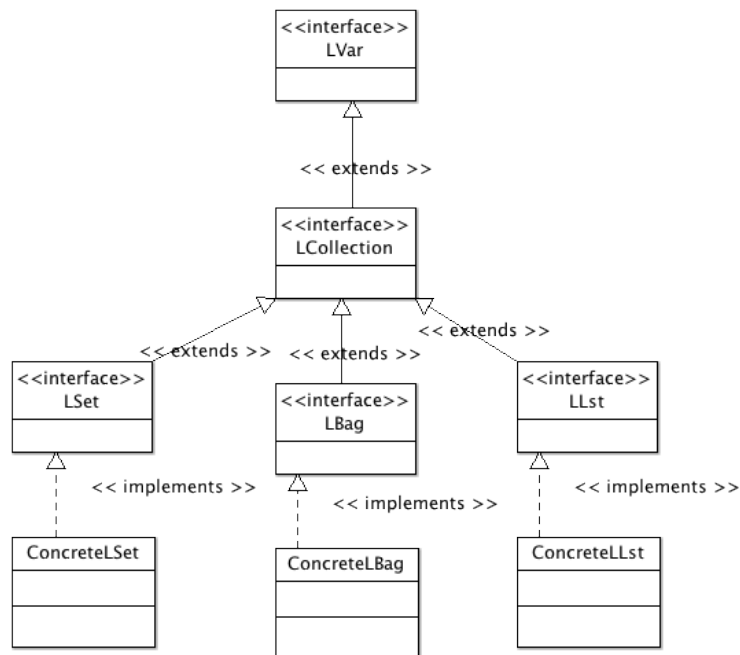 <<interface>>
LVar
<< extends >>
<<interface>>
LCollection
<< extends >>
<< extends >>
<< extends >>
<<interface>>
LSet
<<interface>>
LBag
<<interface>>
LLst
<< implements >>
<< implements >>
<< implements >>
ConcreteLSet
ConcreteLBag
ConcreteLLst